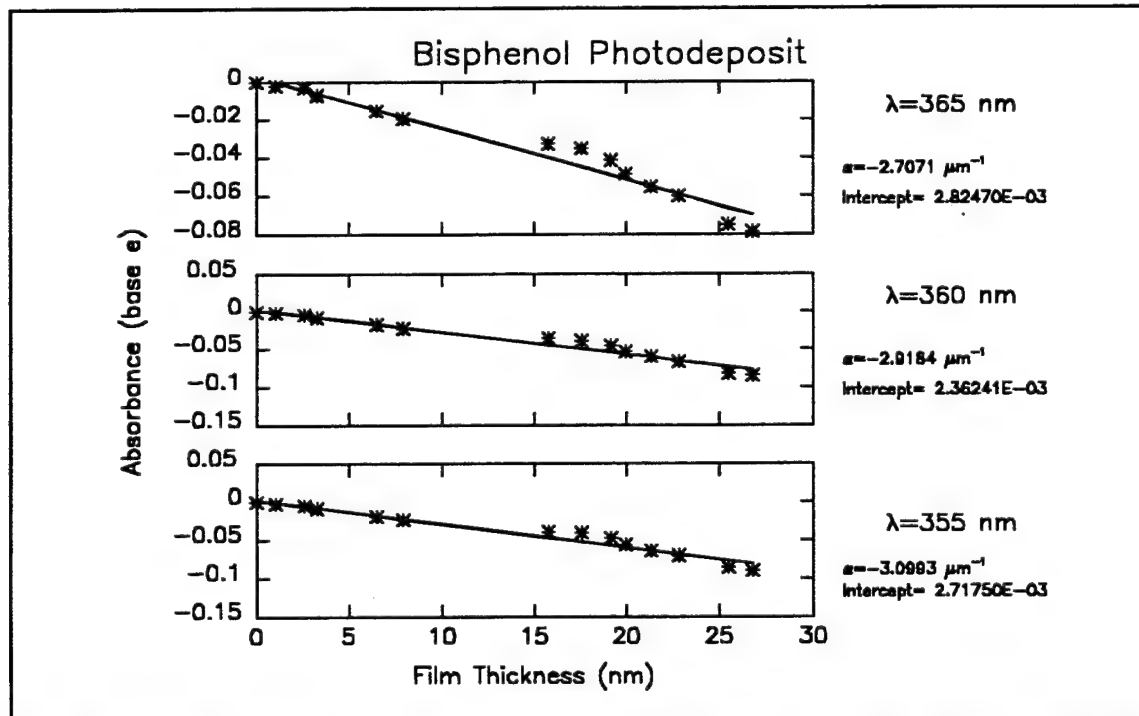 Bisphenol Photodeposit
0
−0.02
−0.04
−0.06
−0.08
λ=365 nm
α=−2.7071 μm⁻¹
Intercept= 2.82470E−03
0.05
0
−0.05
−0.1
−0.15
λ=360 nm
α=−2.9184 μm⁻¹
Intercept= 2.36241E−03
0.05
0
−0.05
−0.1
−0.15
λ=355 nm
α=−3.0993 μm⁻¹
Intercept= 2.71750E−03
0 5 10 15 20 25 30
Film Thickness (nm)
Absorbance (base e)